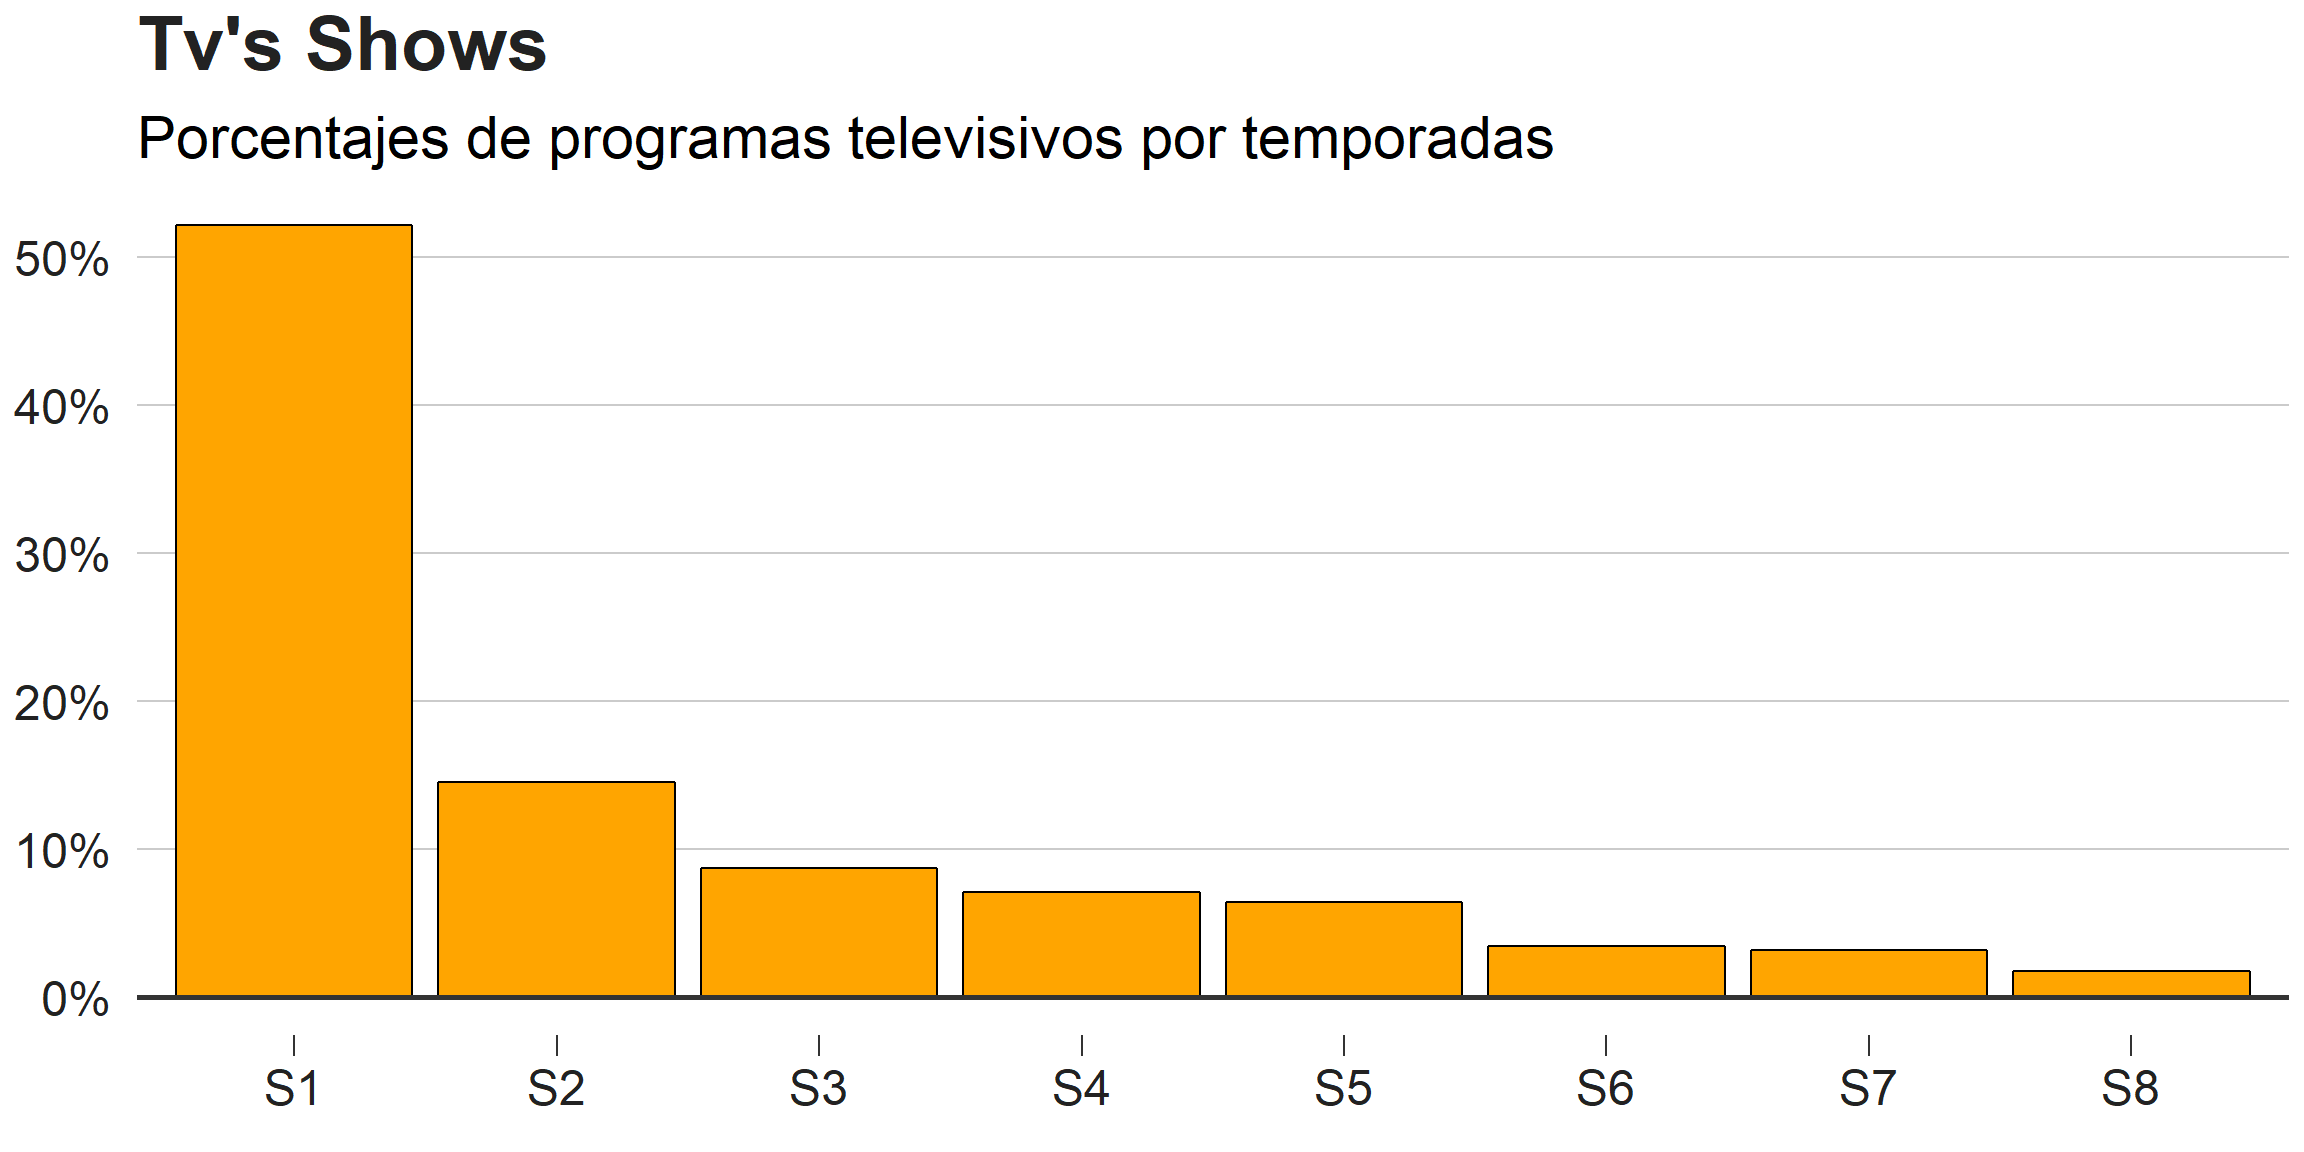 Tv's Shows
Porcentajes de programas televisivos por temporadas
50%
40%
30%
20%
10%
0%
S1 S2 S3 S4 S5 S6 S7 S8